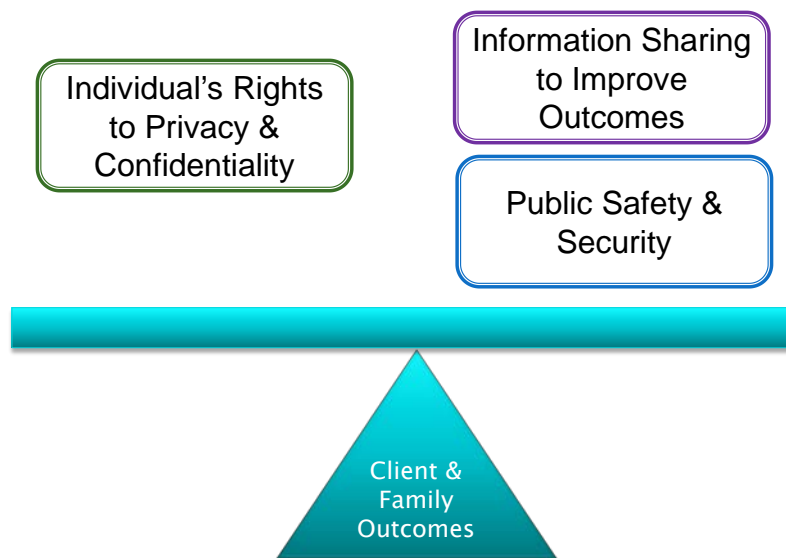 Individual’s Rights
to Privacy &
Confidentiality
Information Sharing
to Improve
Outcomes
Public Safety &
Security
Client &
Family
Outcomes